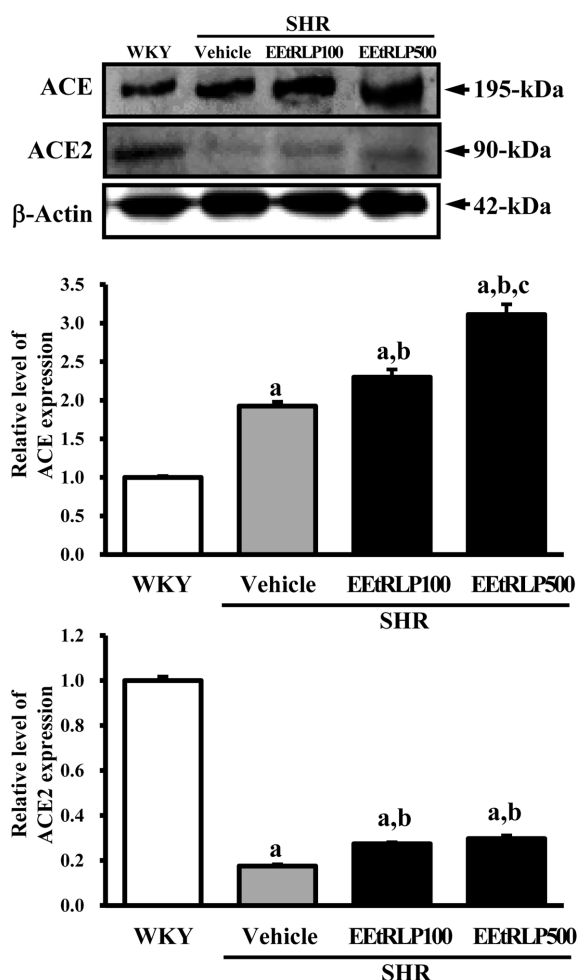 SHR
WKY Vehicle EEtRLP100 EEtRLP500
ACE 195-kDa
ACE2 90-kDa
β-Actin 42-kDa
Relative level of
ACE expression
3.5
3.0
2.5
2.0
1.5
1.0
0.5
0.0
a
a,b
a,b,c
WKY Vehicle EEtRLP100 EEtRLP500
SHR
Relative level of
ACE2 expression
1.2
1.0
0.8
0.6
0.4
0.2
0.0
a
a,b
a,b
WKY Vehicle EEtRLP100 EEtRLP500
SHR